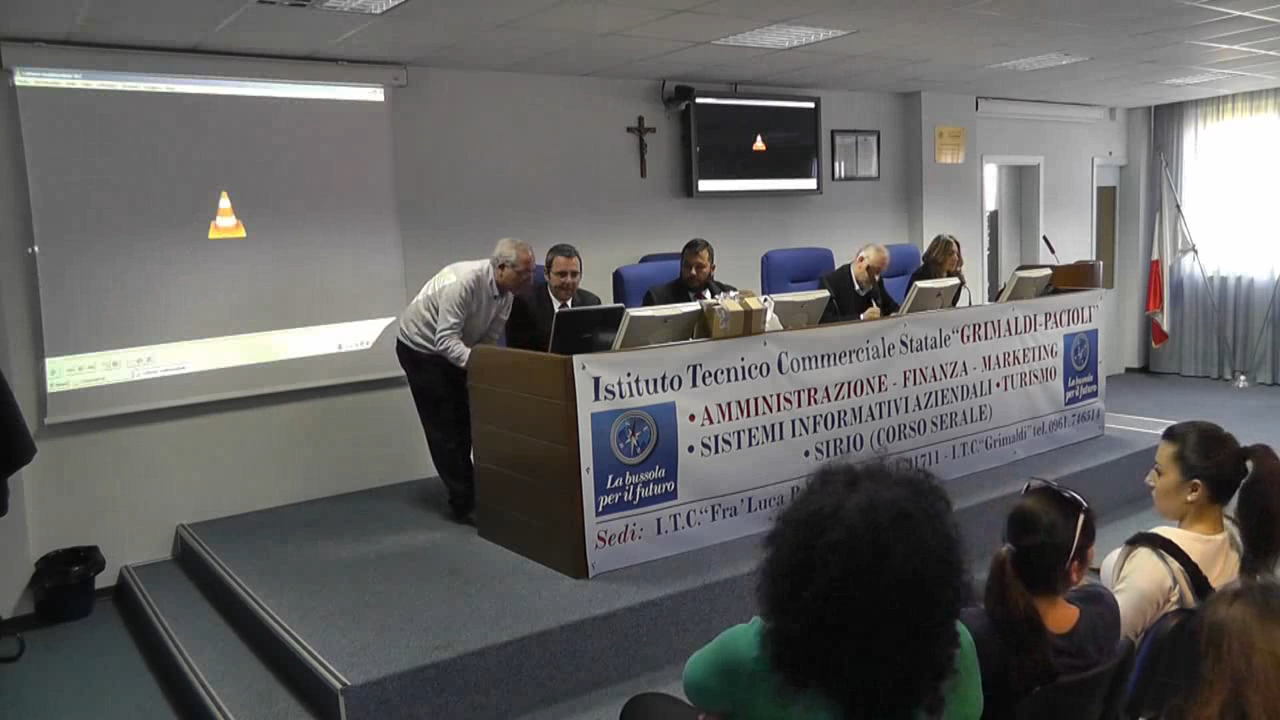 Istituto Tecnico Commerciale Statale "GRIMALDI-PACIOLI"
• AMMINISTRAZIONE - FINANZA - MARKETING
• SISTEMI INFORMATIVI AZIENDALI • TURISMO
• SIRIO (CORSO SERALE)
La bussola
per il futuro
La bussola
per il futuro
Sedi: I.T.C. "Fra' Luca 11711 - I.T.C. "Grimaldi" tel. 0961.746514